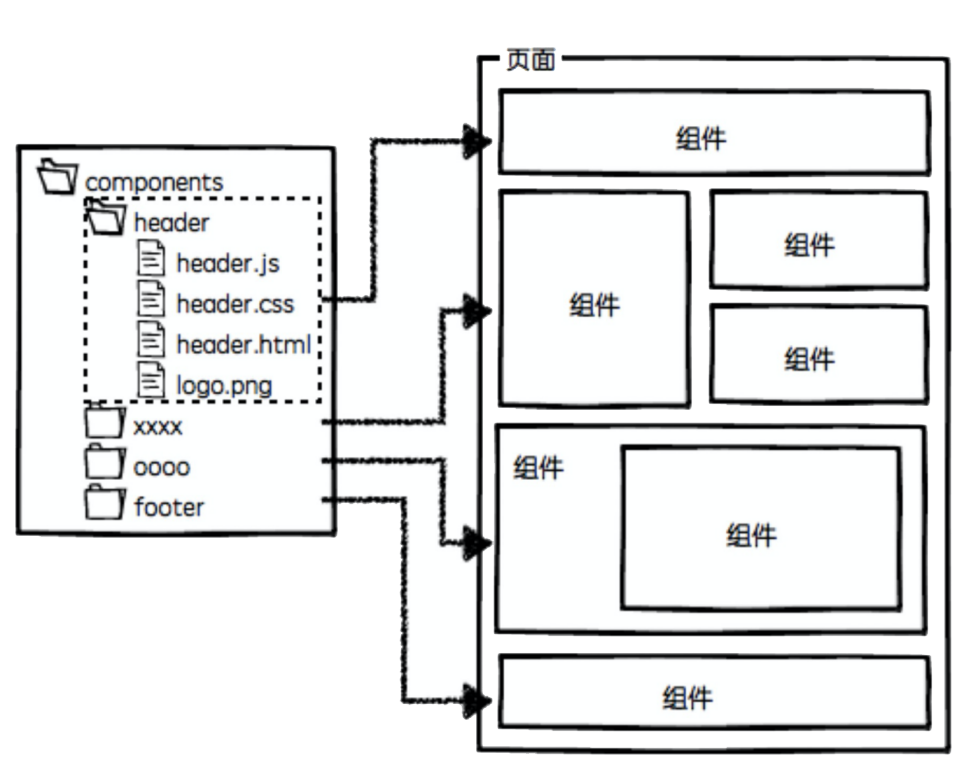 components
header
header.js
header.css
header.html
logo.png
xxxx
oooo
footer
页面
组件
组件
组件
组件
组件
组件
组件